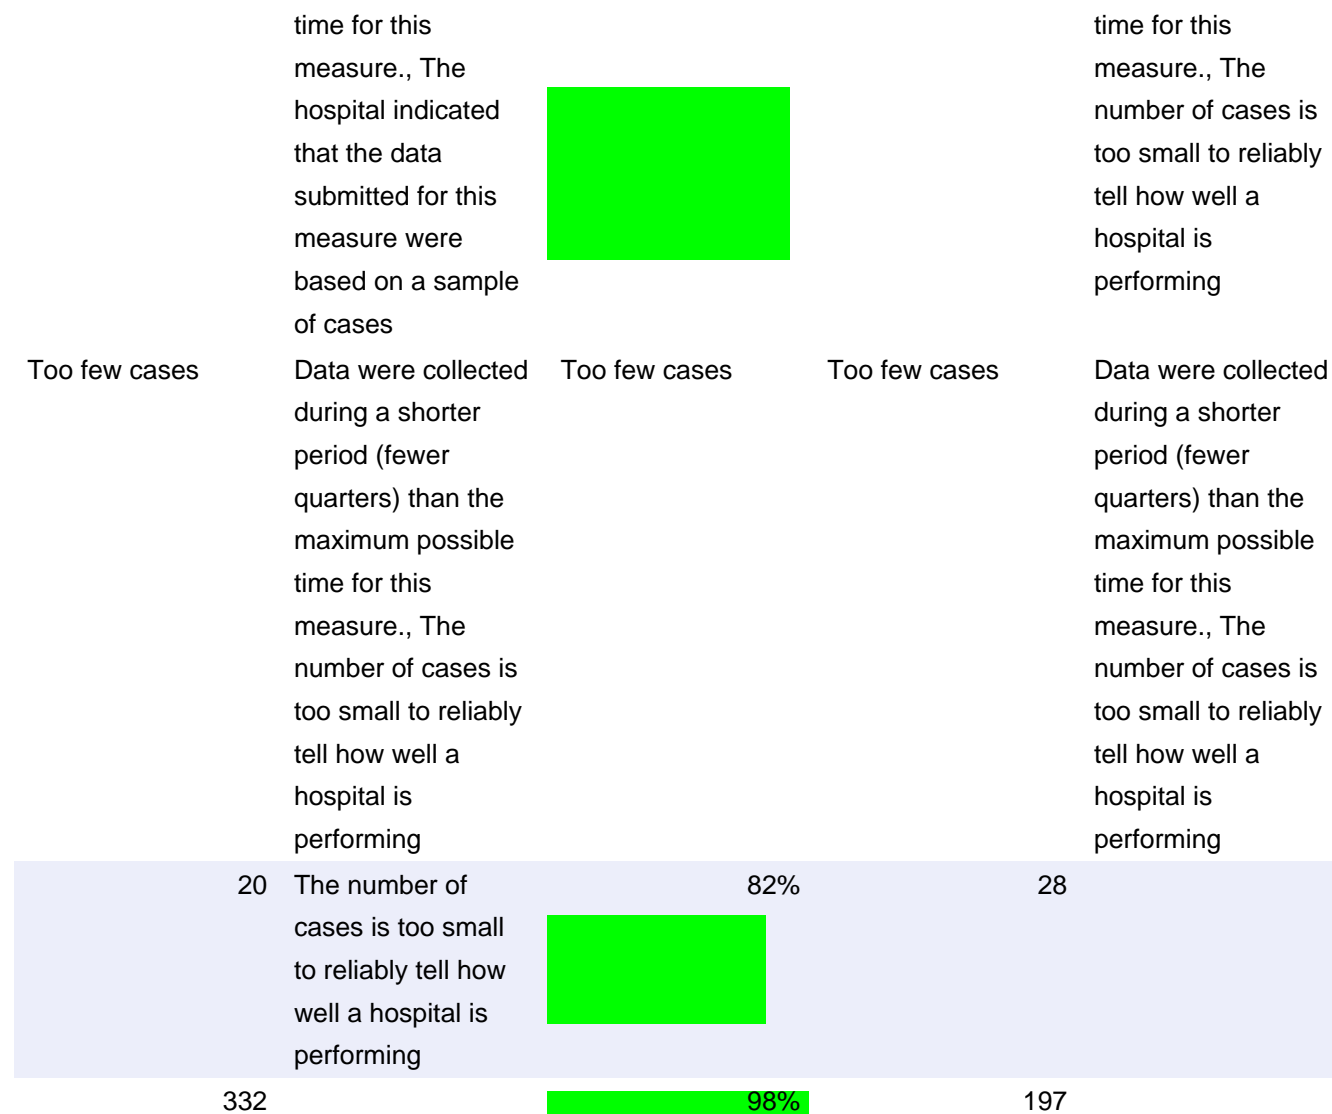 time for this
measure., The
hospital indicated
that the data
submitted for this
measure were
based on a sample
of cases
time for this
measure., The
number of cases is
too small to reliably
tell how well a
hospital is
performing
Too few cases
Data were collected
during a shorter
period (fewer
quarters) than the
maximum possible
time for this
measure., The
number of cases is
too small to reliably
tell how well a
hospital is
performing
Too few cases
Too few cases
Data were collected
during a shorter
period (fewer
quarters) than the
maximum possible
time for this
measure., The
number of cases is
too small to reliably
tell how well a
hospital is
performing
20
The number of
cases is too small
to reliably tell how
well a hospital is
performing
82%
28
332
98%
197